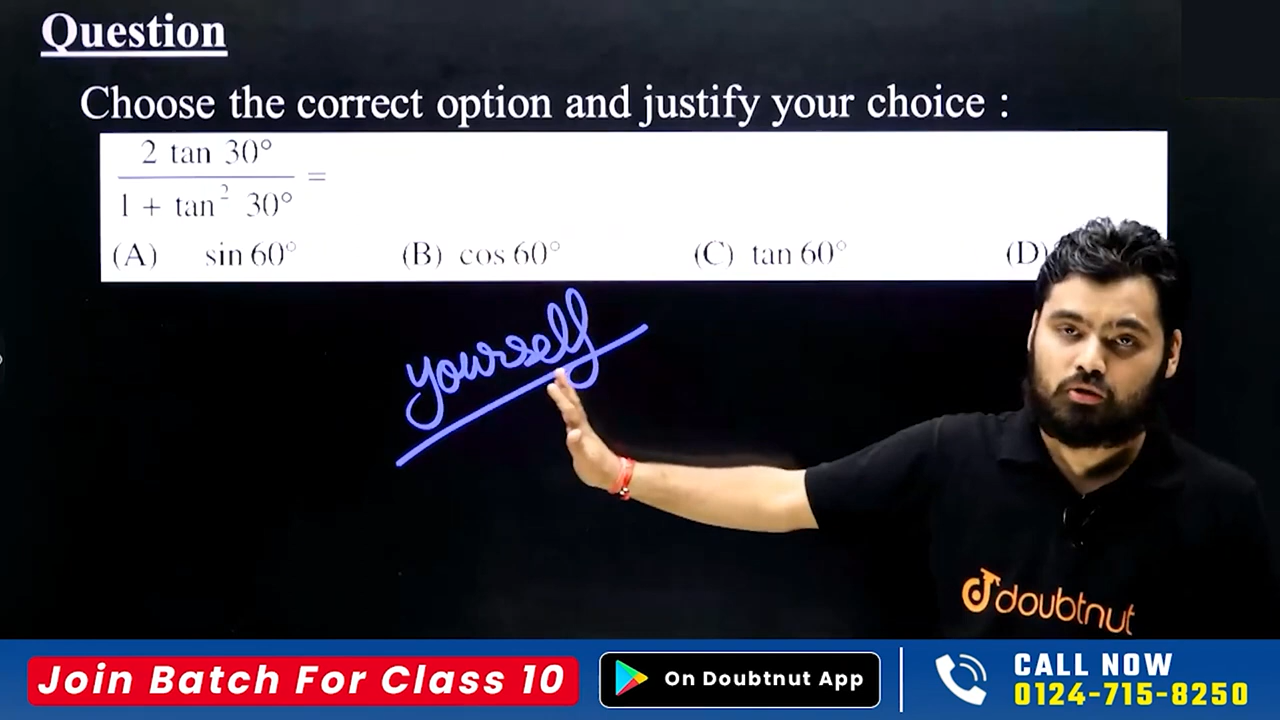 Question
Choose the correct option and justify your choice :
2 tan 30°
1 + tan² 30°
=
(A) sin 60° (B) cos 60° (C) tan 60° (D)
yourself
doubtnut
Join Batch For Class 10
On Doubtnut App
CALL NOW
0124-715-8250